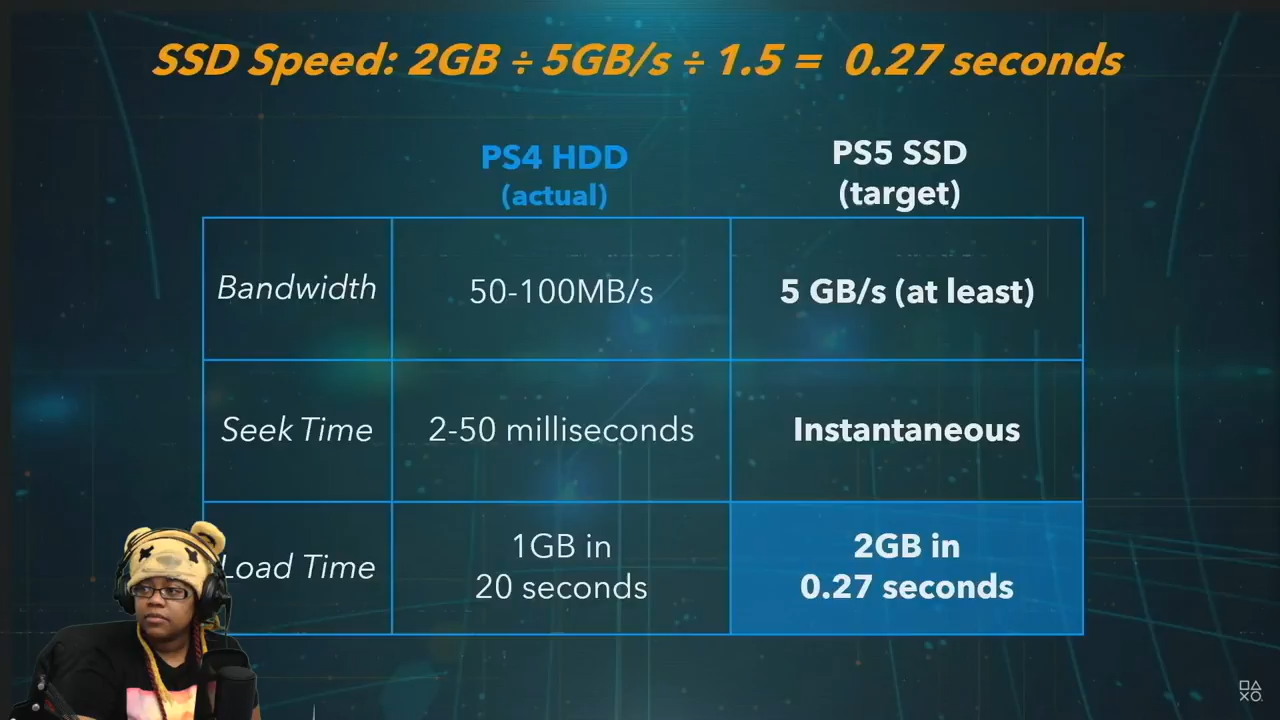 SSD Speed: 2GB ÷ 5GB/s ÷ 1.5 = 0.27 seconds
PS4 HDD
(actual)
PS5 SSD
(target)
Bandwidth
50-100MB/s
5 GB/s (at least)
Seek Time
2-50 milliseconds
Instantaneous
Load Time
1GB in
20 seconds
2GB in
0.27 seconds